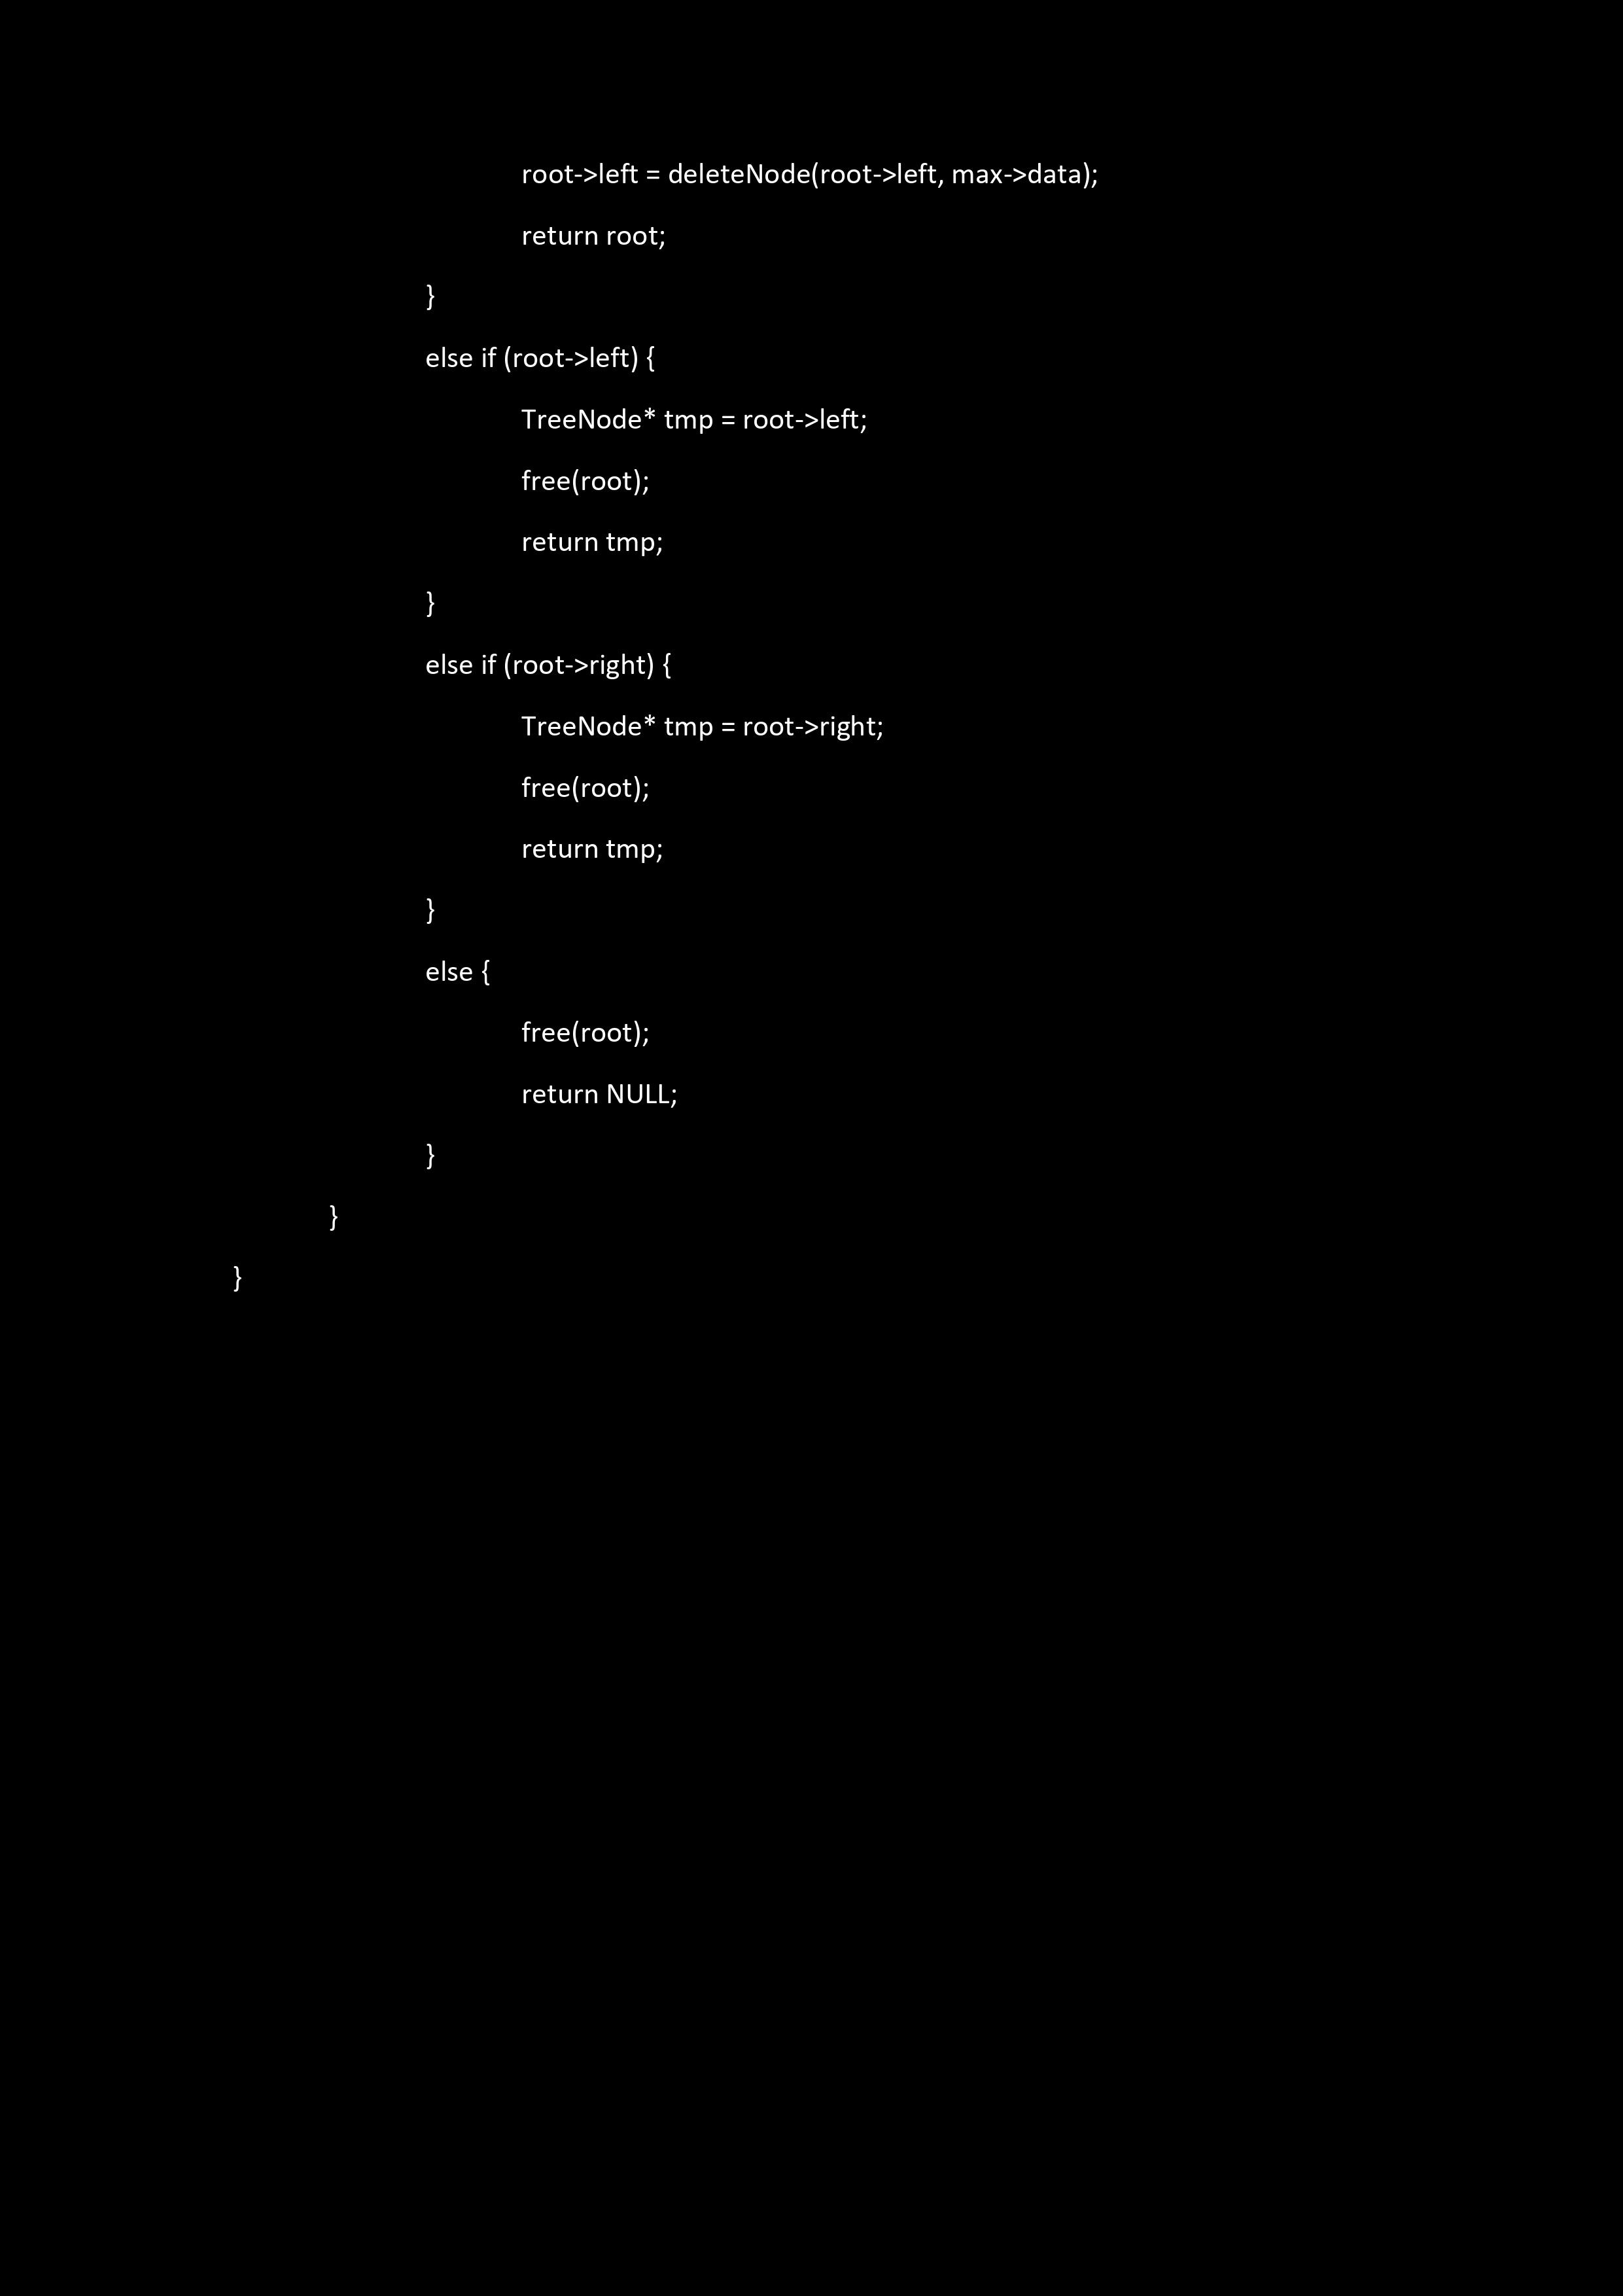 root->left = deleteNode(root->left, max->data);
return root;
}
else if (root->left) {
TreeNode* tmp = root->left;
free(root);
return tmp;
}
else if (root->right) {
TreeNode* tmp = root->right;
free(root);
return tmp;
}
else {
free(root);
return NULL;
}
}
}